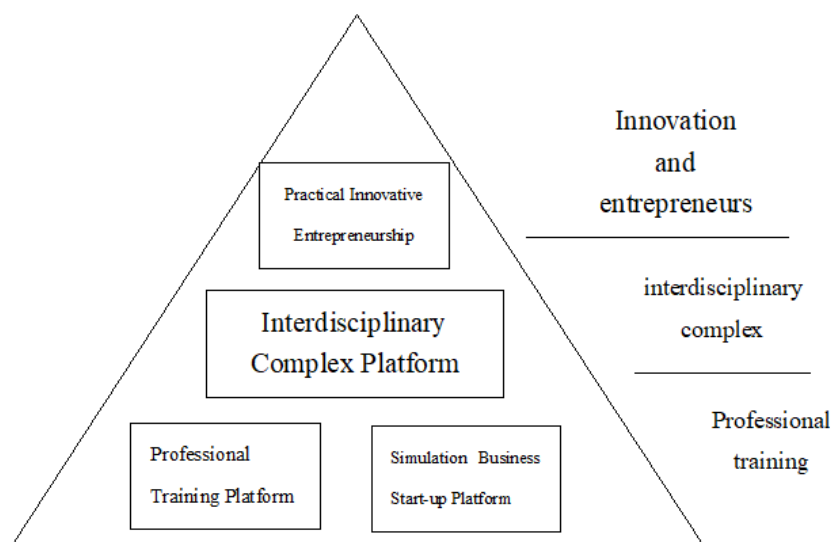 Innovation
and
entrepreneurs
Practical Innovative
Entrepreneurship
interdisciplinary
complex
Interdisciplinary
Complex Platform
Professional
training
Professional
Training Platform
Simulation Business
Start-up Platform